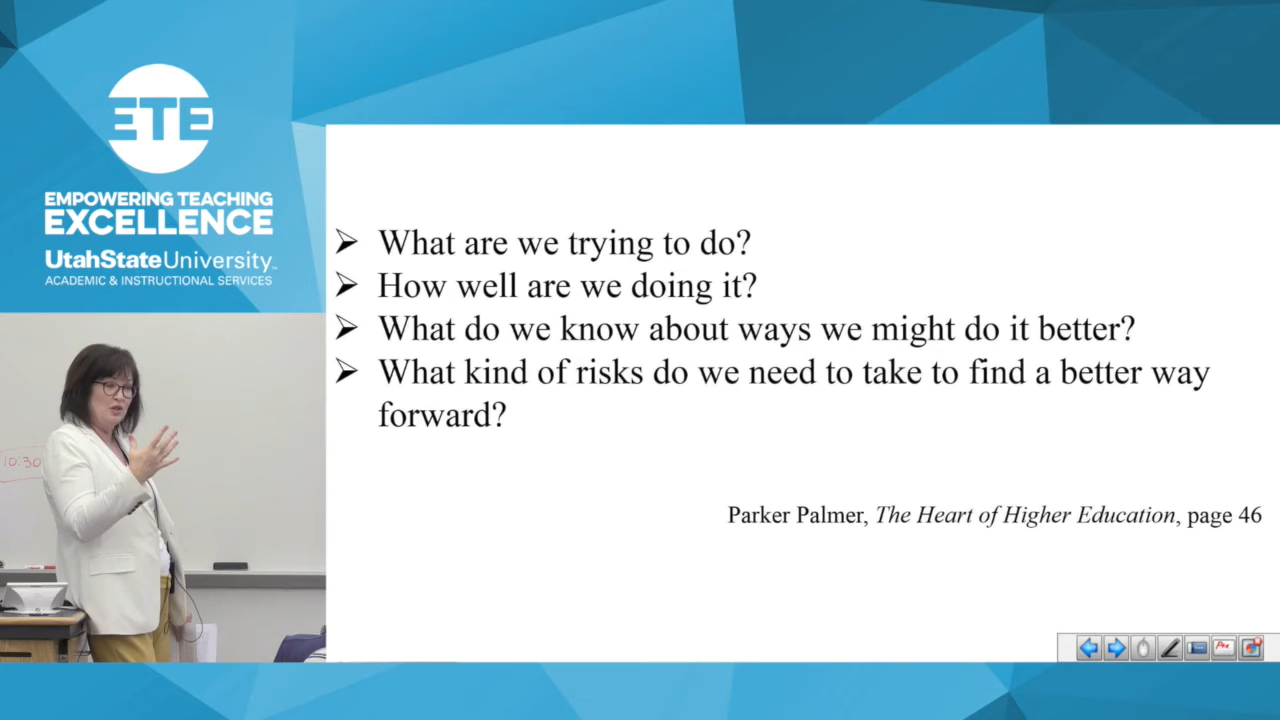 ETE
EMPOWERING TEACHING
EXCELLENCE
UtahStateUniversity
ACADEMIC & INSTRUCTIONAL SERVICES
➢ What are we trying to do?
➢ How well are we doing it?
➢ What do we know about ways we might do it better?
➢ What kind of risks do we need to take to find a better way
forward?
Parker Palmer, The Heart of Higher Education, page 46
10:30